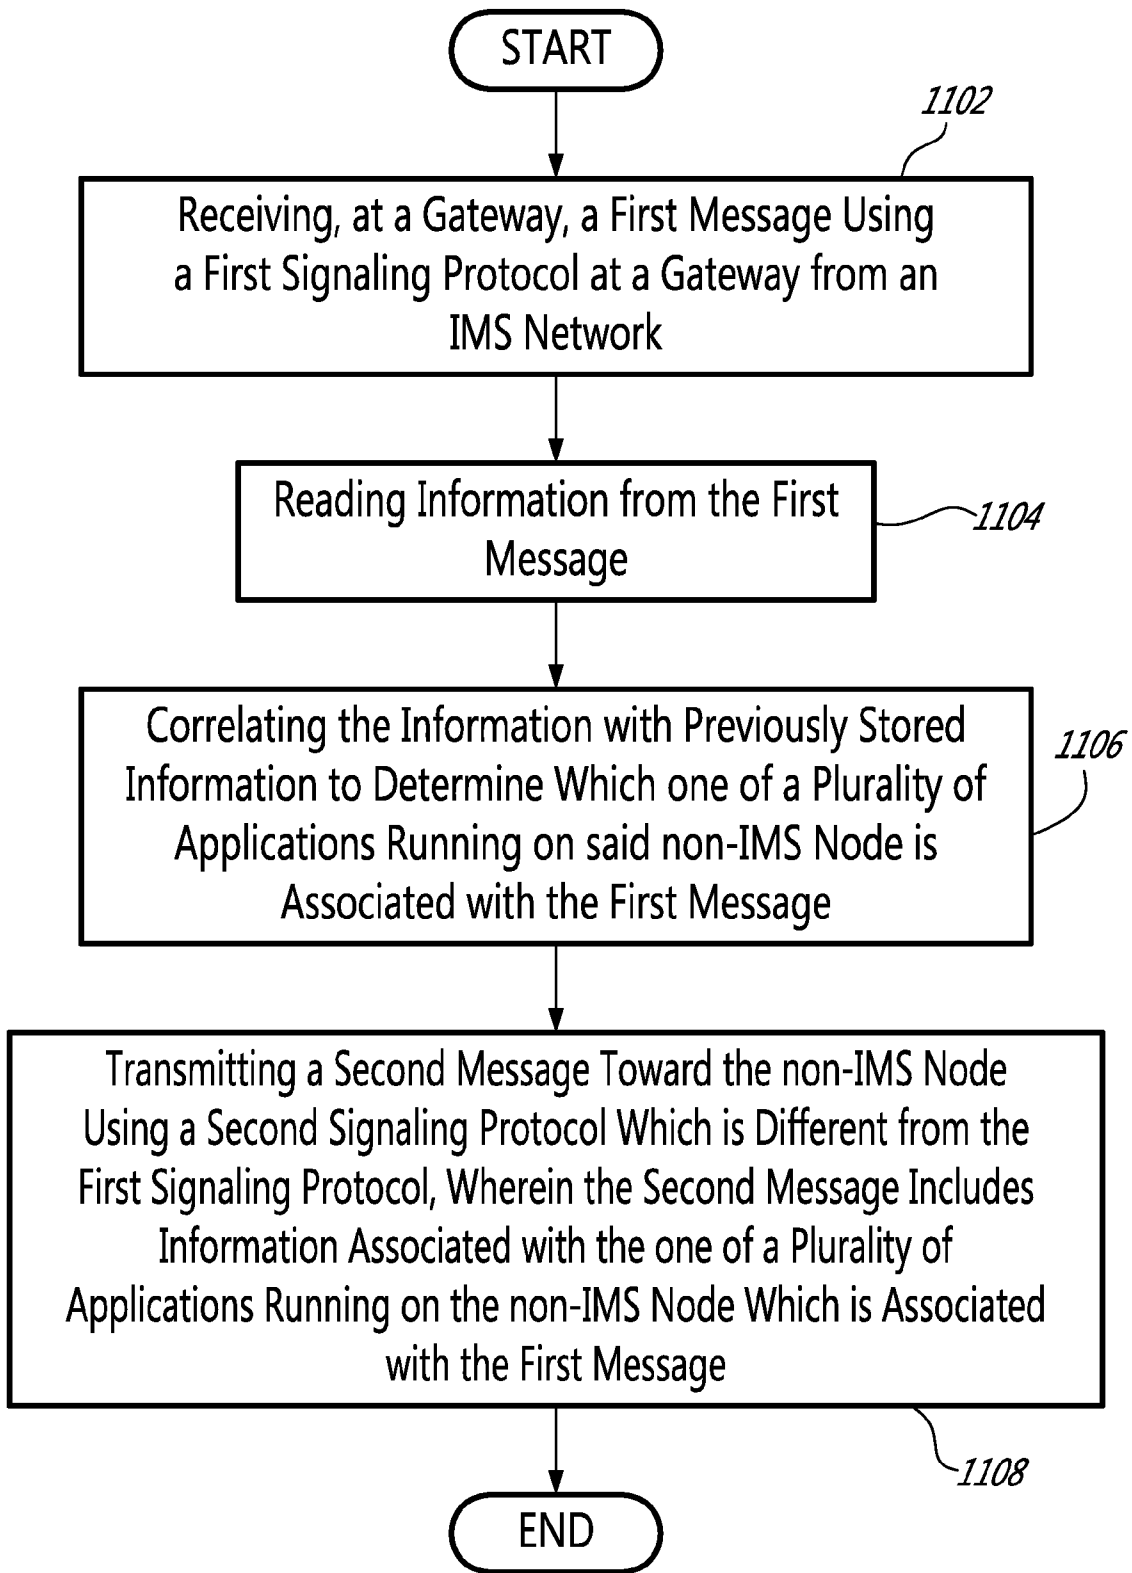 START
1102
Receiving, at a Gateway, a First Message Using
a First Signaling Protocol at a Gateway from an
IMS Network
Reading Information from the First
Message
1104
Correlating the Information with Previously Stored
Information to Determine Which one of a Plurality of
Applications Running on said non-IMS Node is
Associated with the First Message
1106
Transmitting a Second Message Toward the non-IMS Node
Using a Second Signaling Protocol Which is Different from the
First Signaling Protocol, Wherein the Second Message Includes
Information Associated with the one of a Plurality of
Applications Running on the non-IMS Node Which is Associated
with the First Message
1108
END